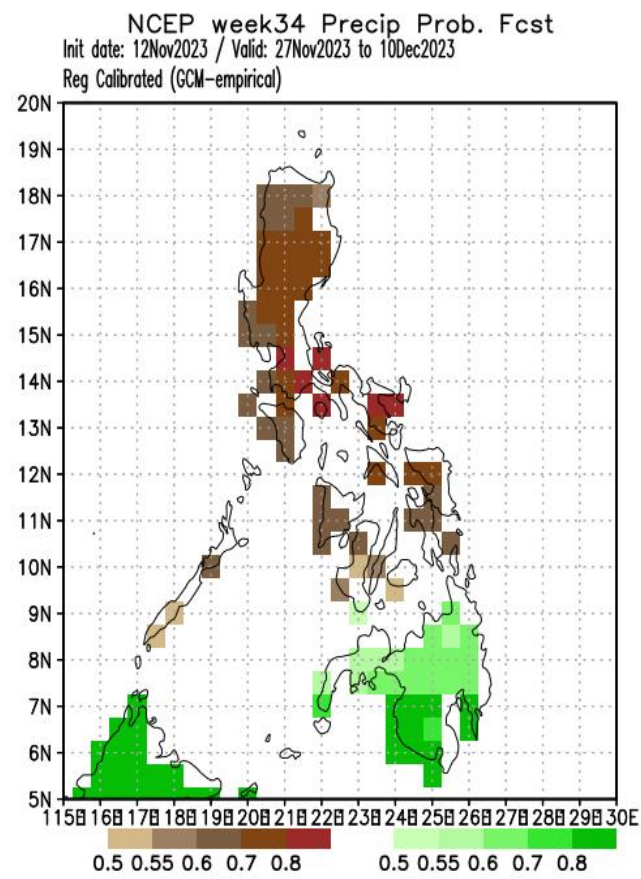 NCEP week34 Precip Prob. Fcst
Init date: 12Nov2023 / Valid: 27Nov2023 to 10Dec2023
Reg Calibrated (GCM-empirical)
20N
19N
18N
17N
16N
15N
14N
13N
12N
11N
10N
9N
8N
7N
6N
5N
115E 116E 117E 118E 119E 120E 121E 122E 123E 124E 125E 126E 127E 128E 129E 130E
0.5 0.55 0.6 0.7 0.8 0.5 0.55 0.6 0.7 0.8